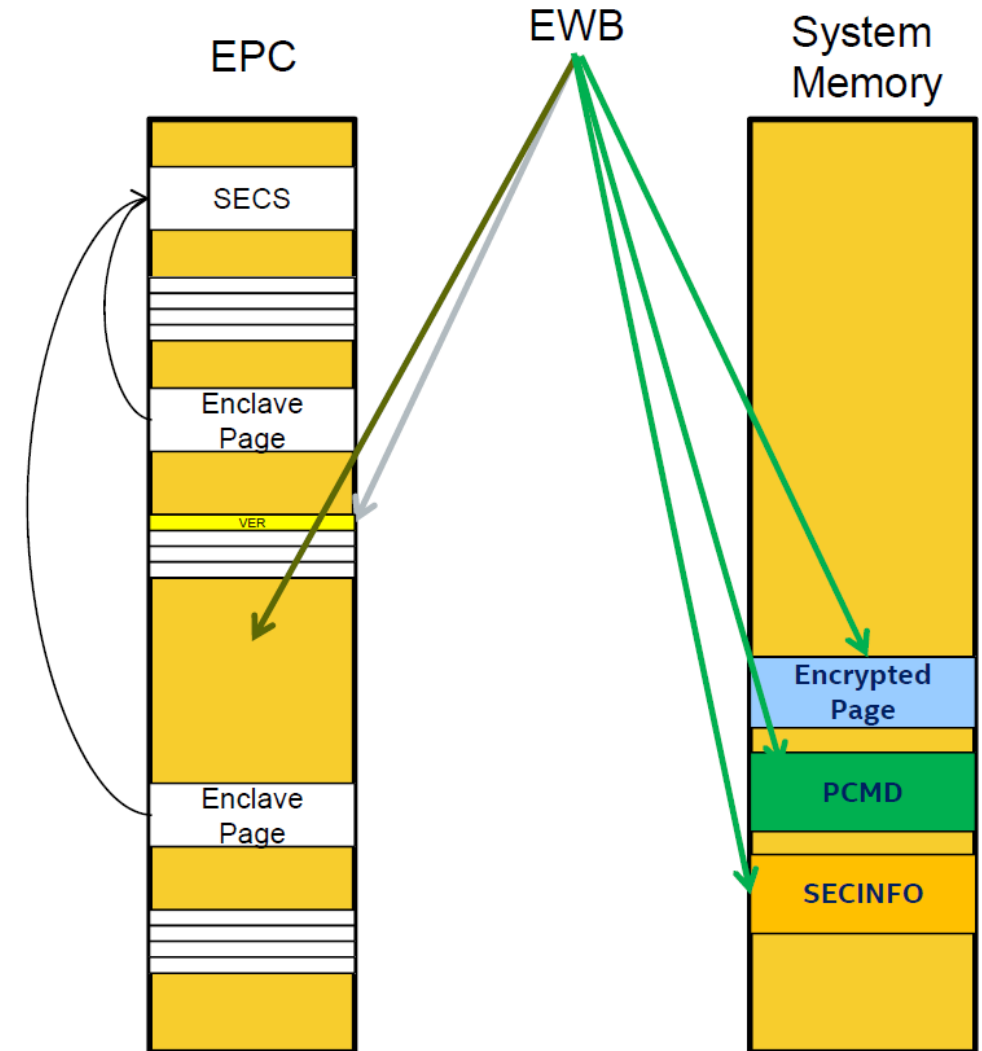 EPC
EWB
System
Memory
SECS
Enclave
Page
VER
Enclave
Page
Encrypted
Page
PCMD
SECINFO